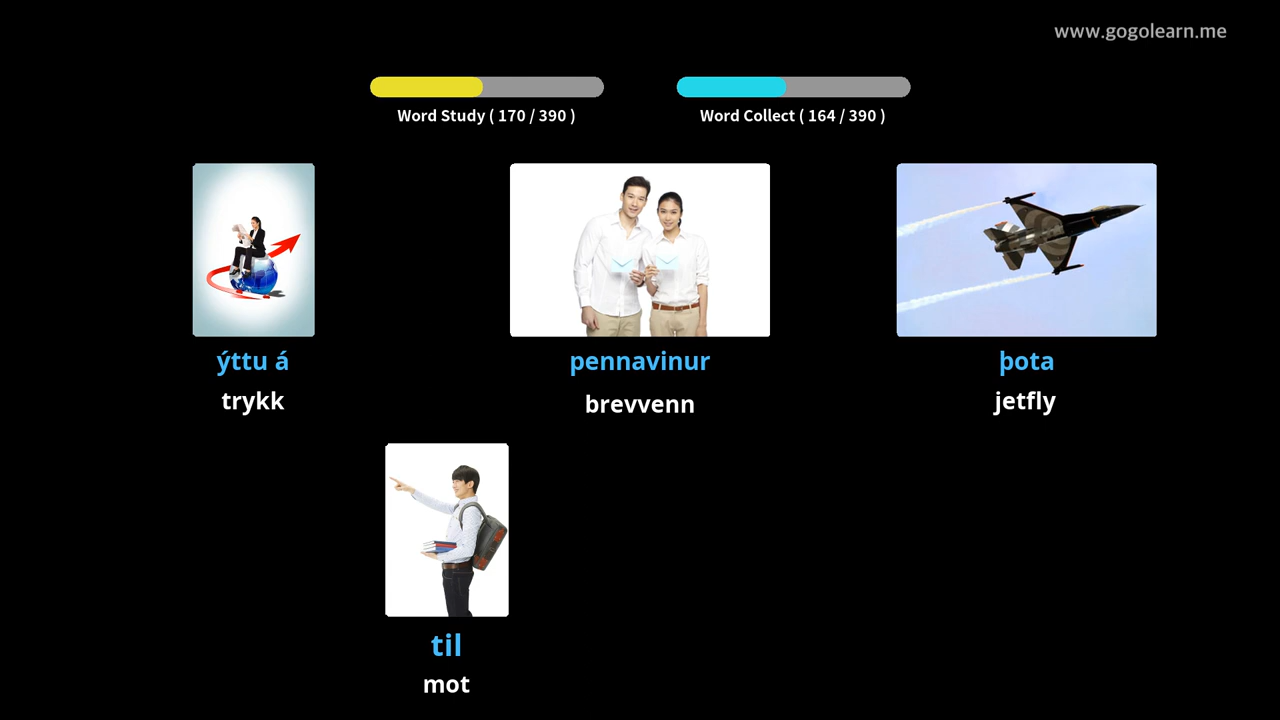 www.gogolearn.me
Word Study ( 170 / 390 )
Word Collect ( 164 / 390 )
ýttu á
trykk
pennavinur
brevvenn
þota
jetfly
til
mot